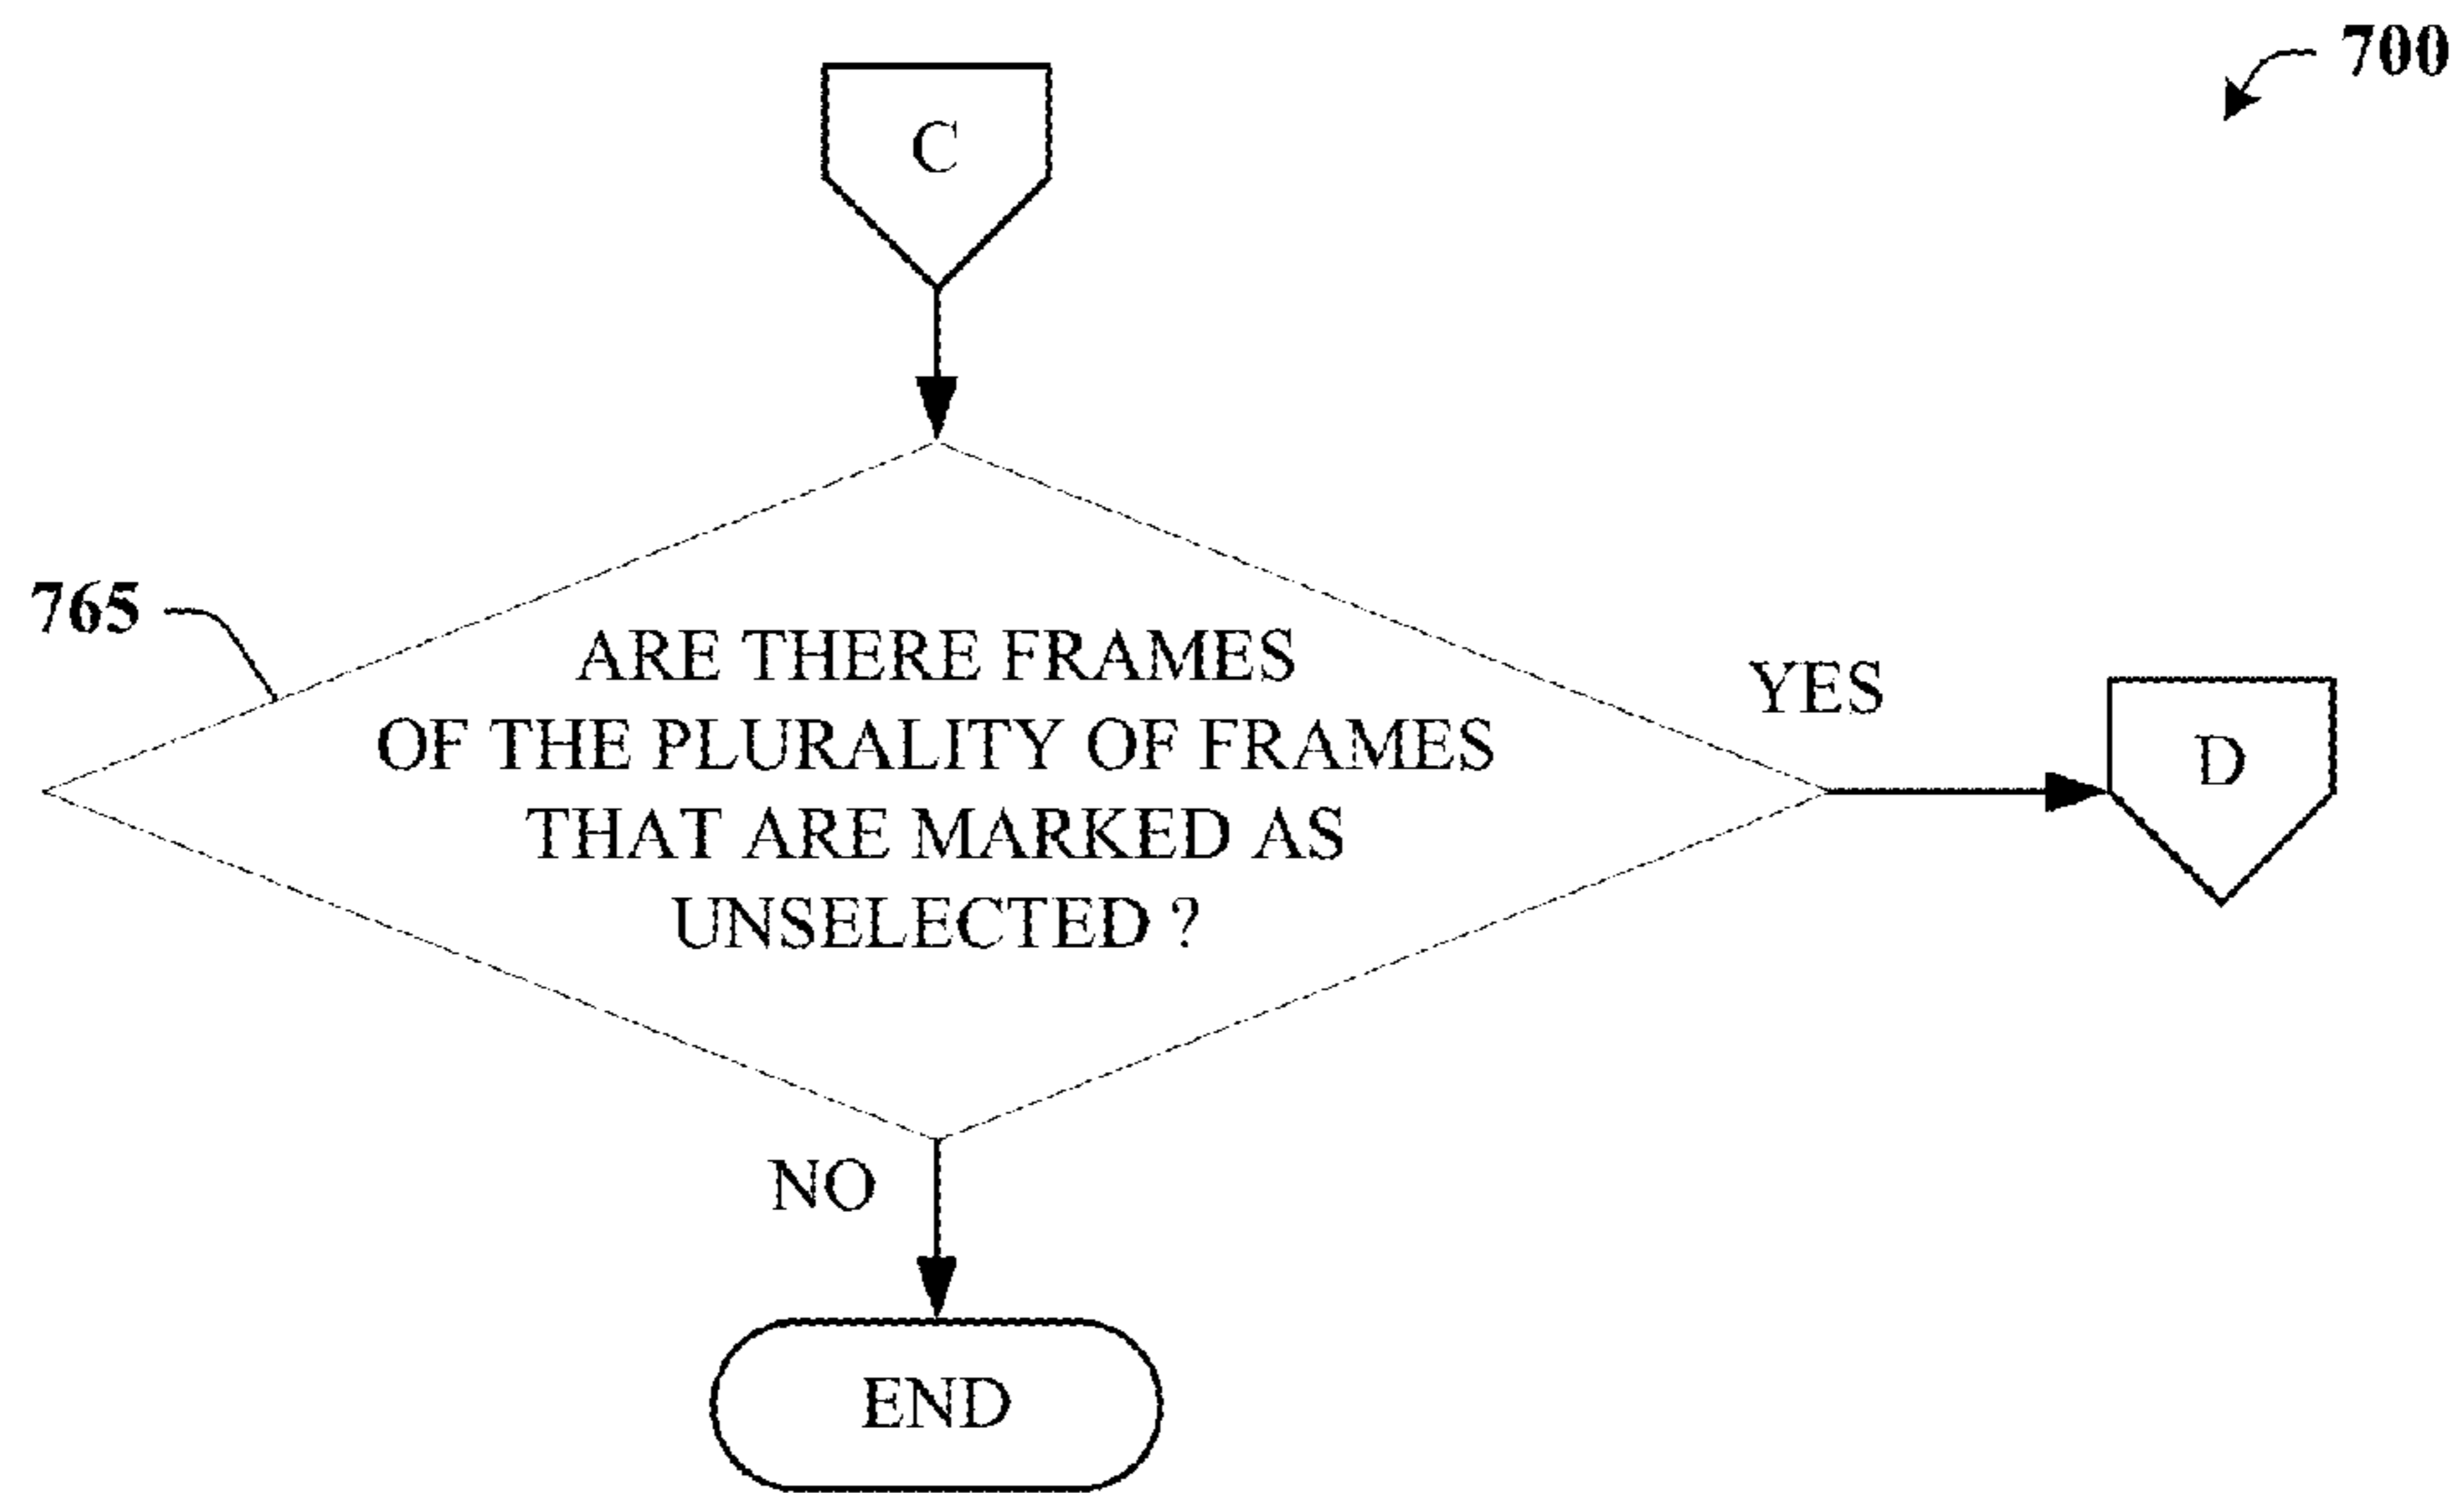 700
C
765
ARE THERE FRAMES
OF THE PLURALITY OF FRAMES
THAT ARE MARKED AS
UNSELECTED ?
YES
D
NO
END